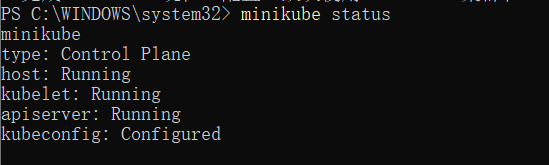 PS C:\WINDOWS\system32> minikube status
minikube
type: Control Plane
host: Running
kubelet: Running
apiserver: Running
kubeconfig: Configured